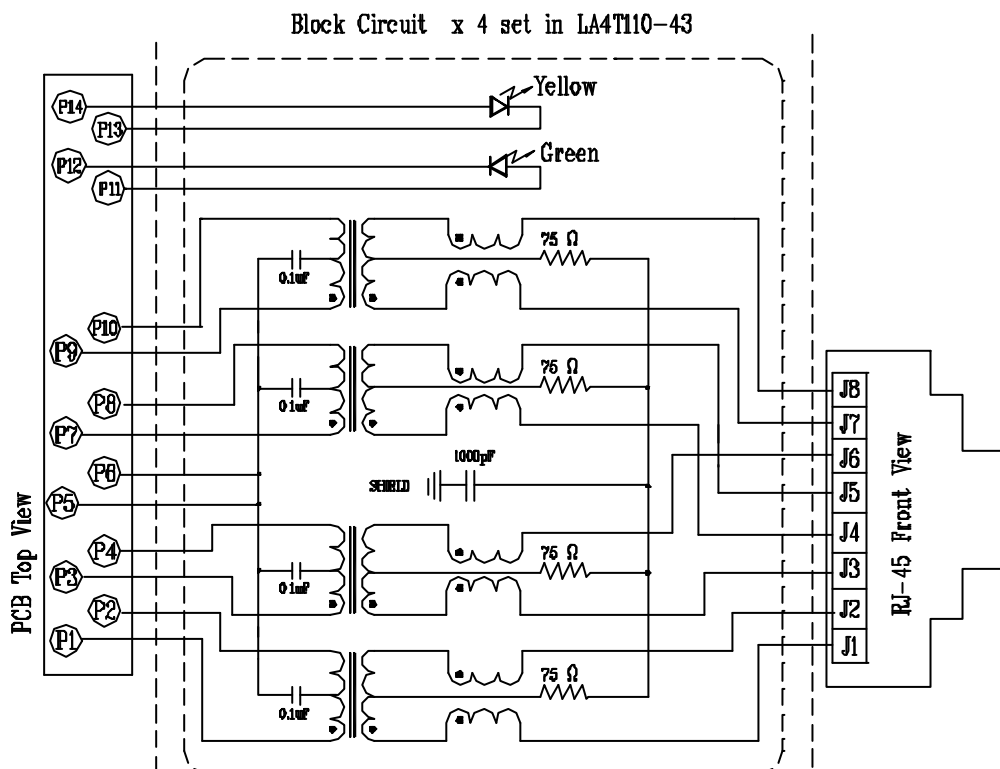 Block Circuit x 4 set in LA4T110-43
P14
Yellow
P13
P12
Green
P11
75 Ω
0.1uF
P10
P9
75 Ω
P8
0.1uF
J8
P7
J7
1000pF
J6
P6
SHIELD
J5
P5
P4
J4
75 Ω
P3
0.1uF
J3
P2
J2
P1
J1
75 Ω
0.1uF
PCB Top View
RJ-45 Front View